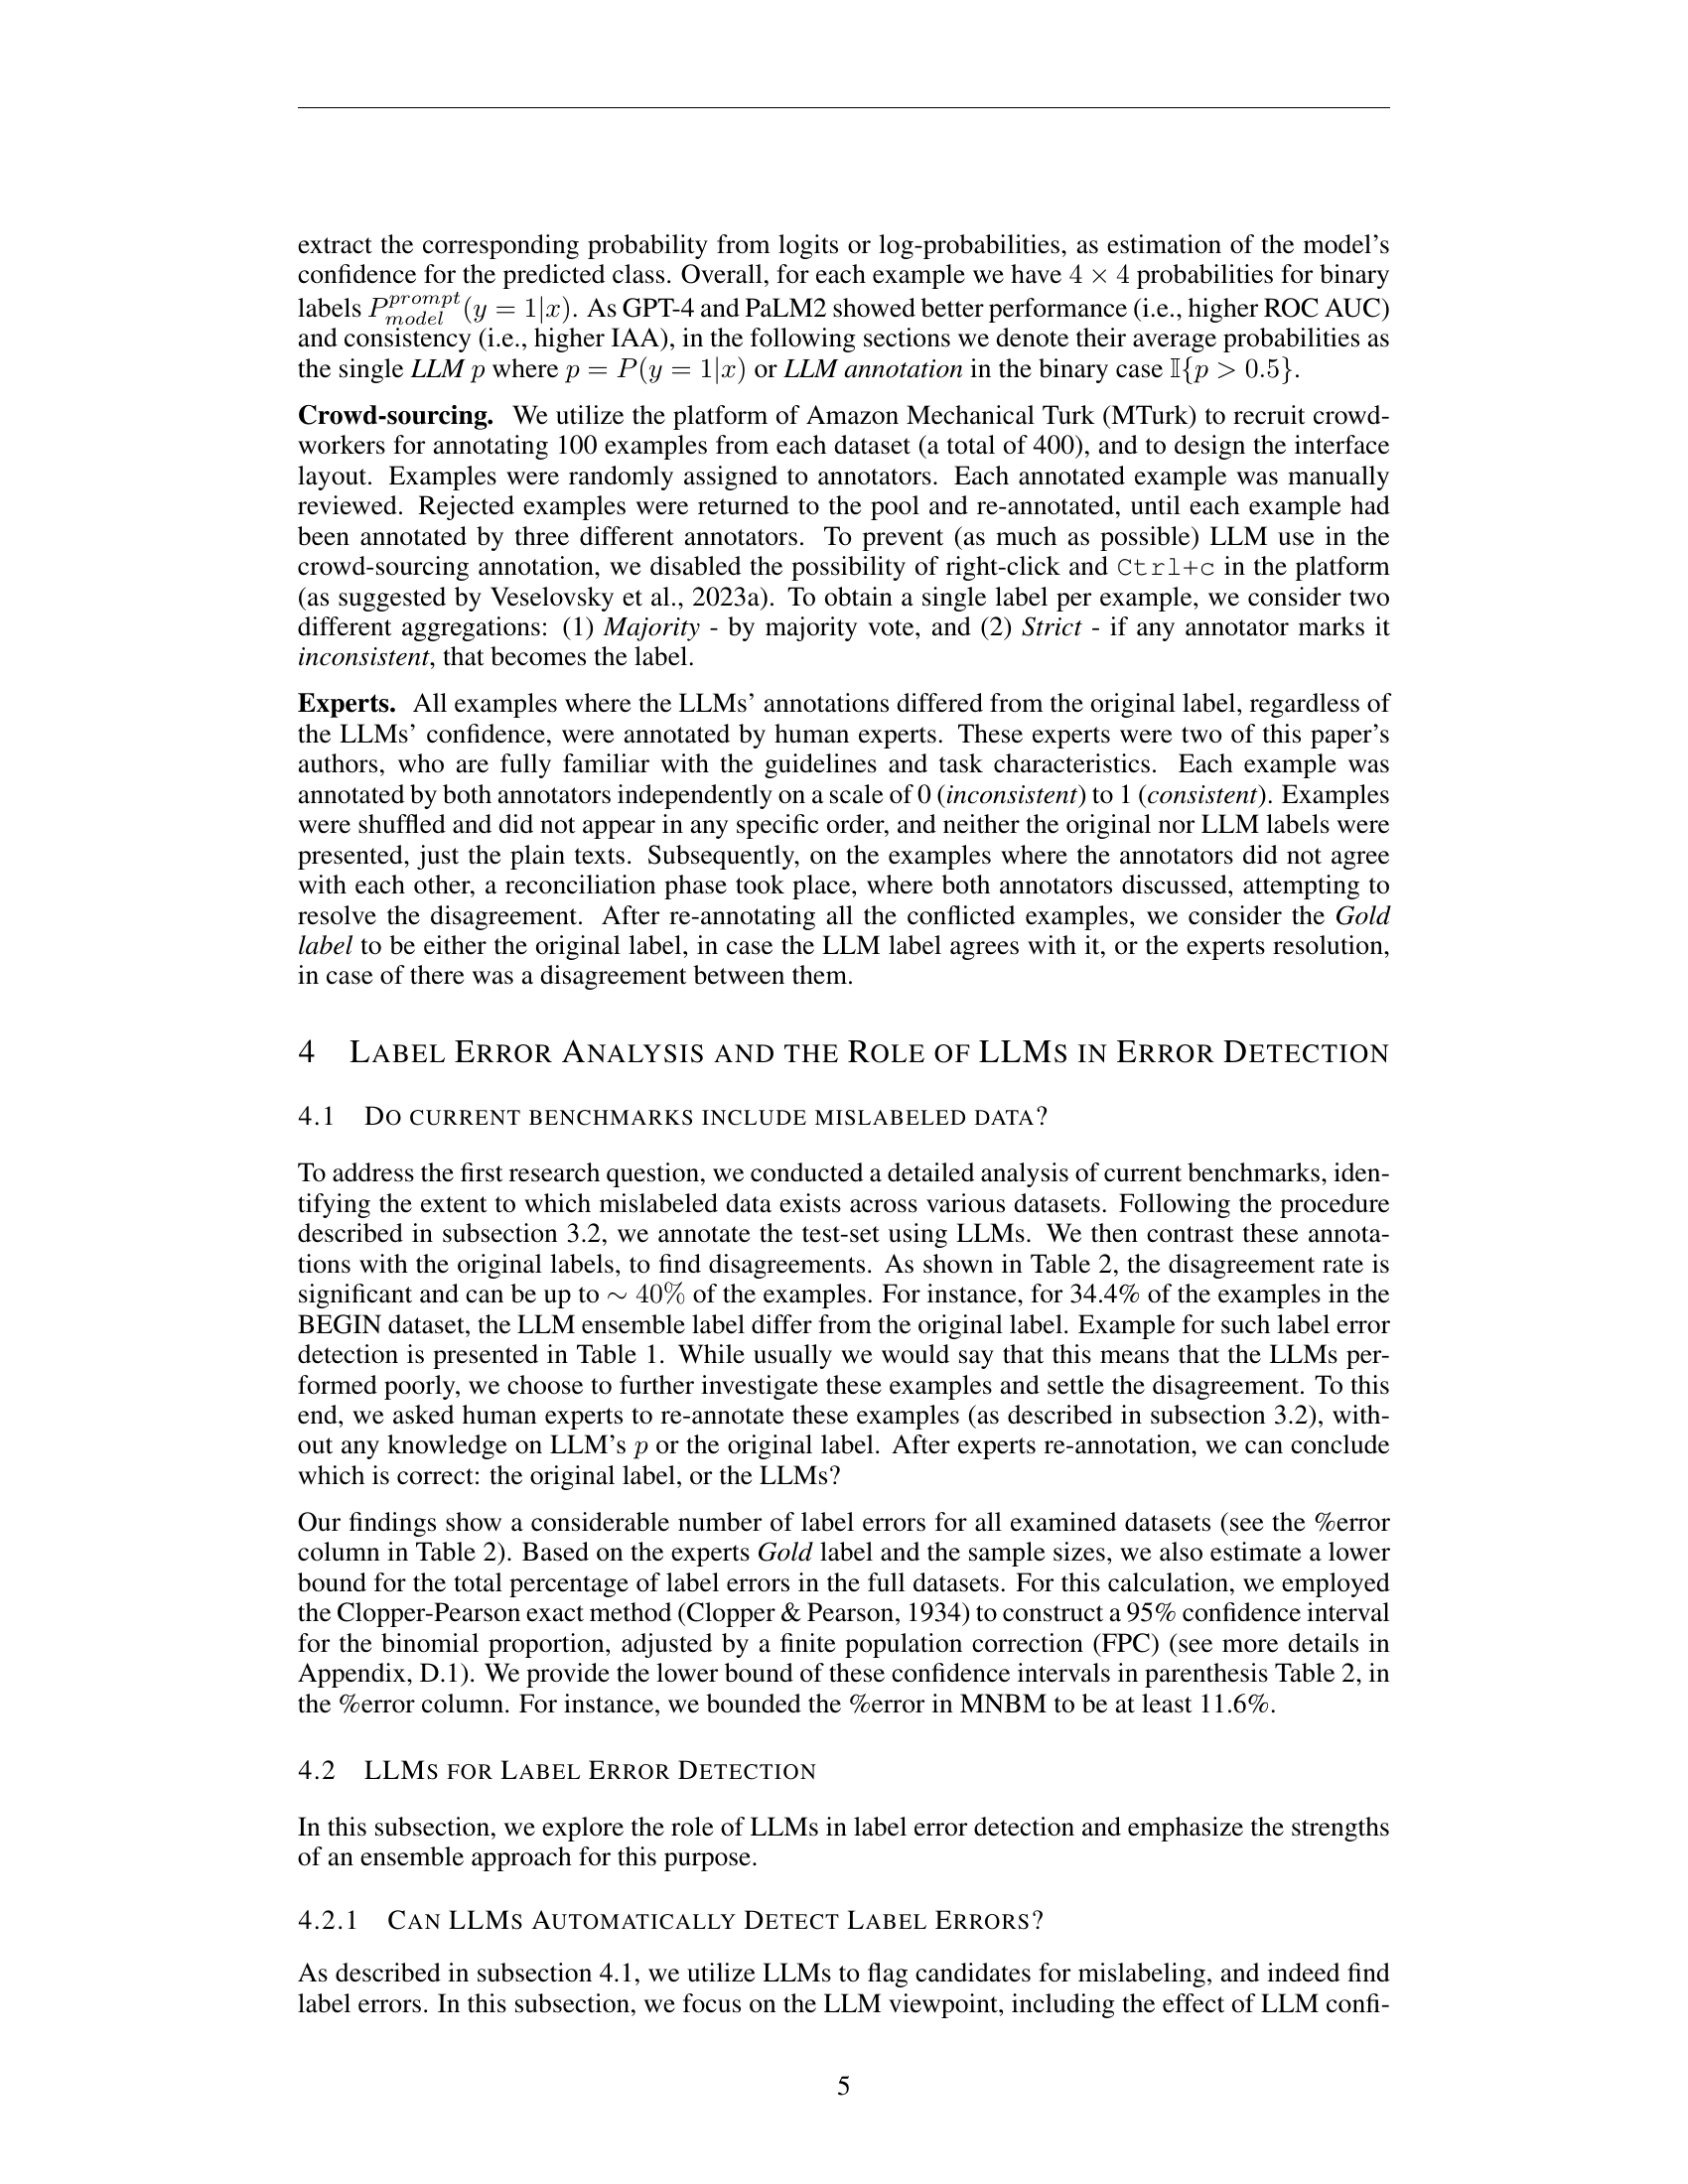 extract the corresponding probability from logits or log-probabilities, as estimation of the model's
confidence for the predicted class. Overall, for each example we have 4 × 4 probabilities for binary
labels P_{model}^{prompt}(y = 1|x). As GPT-4 and PaLM2 showed better performance (i.e., higher ROC AUC)
and consistency (i.e., higher IAA), in the following sections we denote their average probabilities as
the single LLM p where p = P(y = 1|x) or LLM annotation in the binary case 𝕀{p > 0.5}.
Crowd-sourcing. We utilize the platform of Amazon Mechanical Turk (MTurk) to recruit crowd-
workers for annotating 100 examples from each dataset (a total of 400), and to design the interface
layout. Examples were randomly assigned to annotators. Each annotated example was manually
reviewed. Rejected examples were returned to the pool and re-annotated, until each example had
been annotated by three different annotators. To prevent (as much as possible) LLM use in the
crowd-sourcing annotation, we disabled the possibility of right-click and Ctrl+c in the platform
(as suggested by Veselovsky et al., 2023a). To obtain a single label per example, we consider two
different aggregations: (1) Majority - by majority vote, and (2) Strict - if any annotator marks it
inconsistent, that becomes the label.
Experts. All examples where the LLMs' annotations differed from the original label, regardless of
the LLMs' confidence, were annotated by human experts. These experts were two of this paper's
authors, who are fully familiar with the guidelines and task characteristics. Each example was
annotated by both annotators independently on a scale of 0 (inconsistent) to 1 (consistent). Examples
were shuffled and did not appear in any specific order, and neither the original nor LLM labels were
presented, just the plain texts. Subsequently, on the examples where the annotators did not agree
with each other, a reconciliation phase took place, where both annotators discussed, attempting to
resolve the disagreement. After re-annotating all the conflicted examples, we consider the Gold
label to be either the original label, in case the LLM label agrees with it, or the experts resolution,
in case of there was a disagreement between them.
4 LABEL ERROR ANALYSIS AND THE ROLE OF LLMS IN ERROR DETECTION
4.1 DO CURRENT BENCHMARKS INCLUDE MISLABELED DATA?
To address the first research question, we conducted a detailed analysis of current benchmarks, iden-
tifying the extent to which mislabeled data exists across various datasets. Following the procedure
described in subsection 3.2, we annotate the test-set using LLMs. We then contrast these annota-
tions with the original labels, to find disagreements. As shown in Table 2, the disagreement rate is
significant and can be up to ∼ 40% of the examples. For instance, for 34.4% of the examples in the
BEGIN dataset, the LLM ensemble label differ from the original label. Example for such label error
detection is presented in Table 1. While usually we would say that this means that the LLMs per-
formed poorly, we choose to further investigate these examples and settle the disagreement. To this
end, we asked human experts to re-annotate these examples (as described in subsection 3.2), with-
out any knowledge on LLM's p or the original label. After experts re-annotation, we can conclude
which is correct: the original label, or the LLMs?
Our findings show a considerable number of label errors for all examined datasets (see the %error
column in Table 2). Based on the experts Gold label and the sample sizes, we also estimate a lower
bound for the total percentage of label errors in the full datasets. For this calculation, we employed
the Clopper-Pearson exact method (Clopper & Pearson, 1934) to construct a 95% confidence interval
for the binomial proportion, adjusted by a finite population correction (FPC) (see more details in
Appendix, D.1). We provide the lower bound of these confidence intervals in parenthesis Table 2, in
the %error column. For instance, we bounded the %error in MNBM to be at least 11.6%.
4.2 LLMS FOR LABEL ERROR DETECTION
In this subsection, we explore the role of LLMs in label error detection and emphasize the strengths
of an ensemble approach for this purpose.
4.2.1 CAN LLMS AUTOMATICALLY DETECT LABEL ERRORS?
As described in subsection 4.1, we utilize LLMs to flag candidates for mislabeling, and indeed find
label errors. In this subsection, we focus on the LLM viewpoint, including the effect of LLM confi-
5